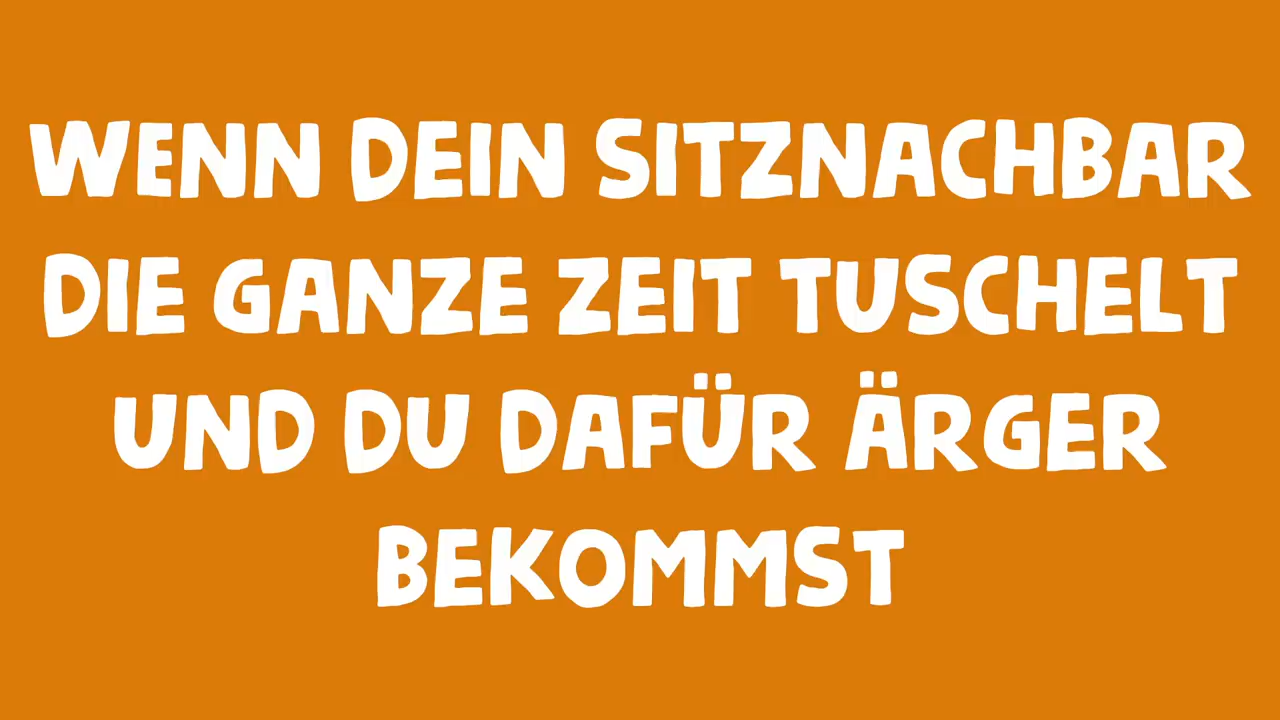 WENN DEIN SITZNACHBAR
DIE GANZE ZEIT TUSCHELT
UND DU DAFÜR ÄRGER
BEKOMMST